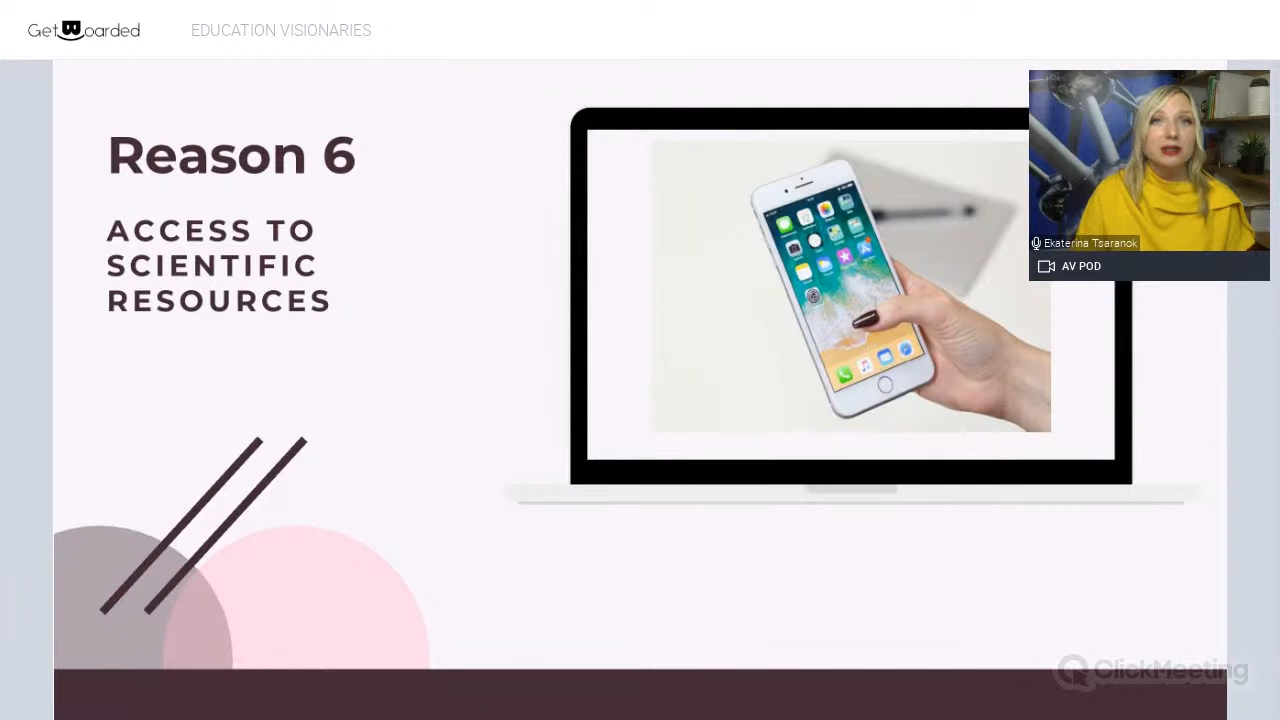 GetBoarded
EDUCATION VISIONARIES
Reason 6
ACCESS TO
SCIENTIFIC
RESOURCES
Ekaterina Tsaranok
AV POD
ClickMeeting